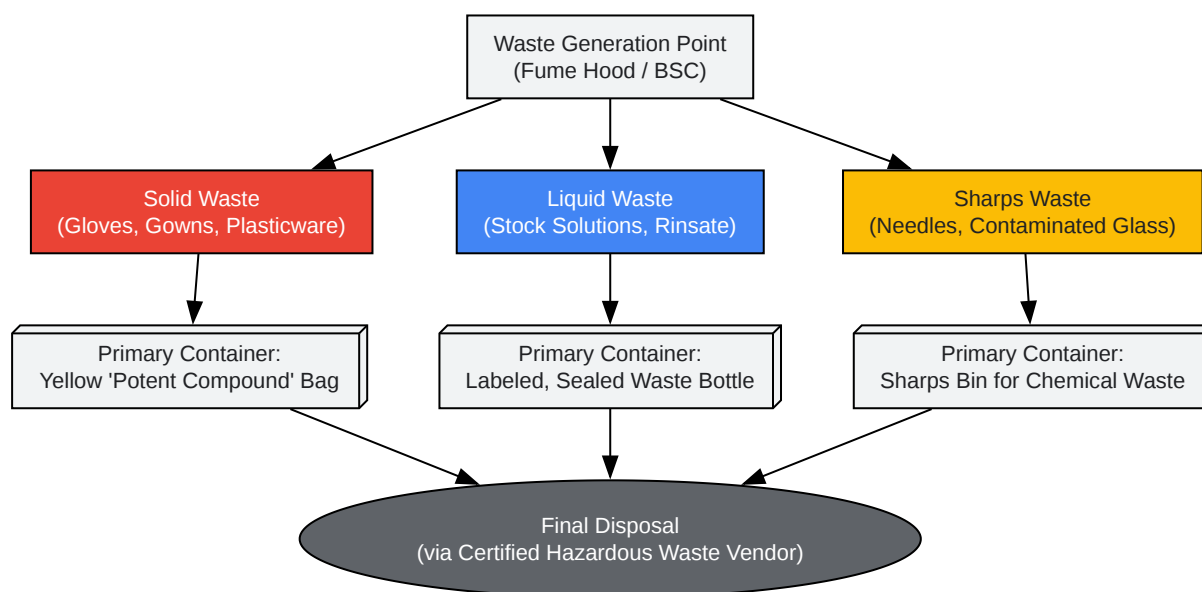 Waste Generation Point
(Fume Hood / BSC)
Solid Waste
(Gloves, Gowns, Plasticware)
Liquid Waste
(Stock Solutions, Rinsate)
Sharps Waste
(Needles, Contaminated Glass)
Primary Container:
Yellow 'Potent Compound' Bag
Primary Container:
Labeled, Sealed Waste Bottle
Primary Container:
Sharps Bin for Chemical Waste
Final Disposal
(via Certified Hazardous Waste Vendor)